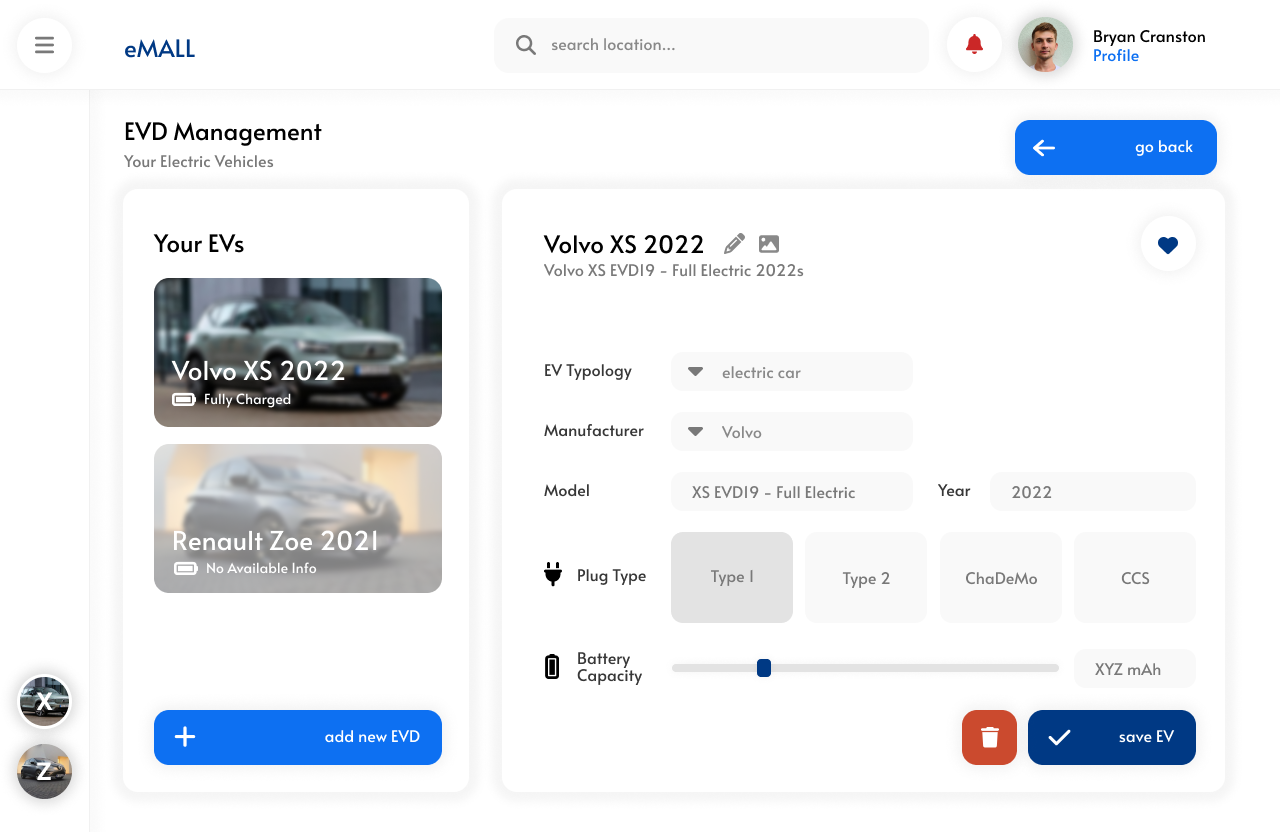 eMALL
search location...
Bryan Cranston
Profile
EVD Management
Your Electric Vehicles
go back
Your EVs
Volvo XS 2022
Fully Charged
Renault Zoe 2021
No Available Info
add new EVD
X
Z
Volvo XS 2022
Volvo XS EVD19 - Full Electric 2022s
EV Typology
electric car
Manufacturer
Volvo
Model
XS EVD19 - Full Electric
Year
2022
Plug Type
Type 1
Type 2
ChaDeMo
CCS
Battery
Capacity
XYZ mAh
save EV